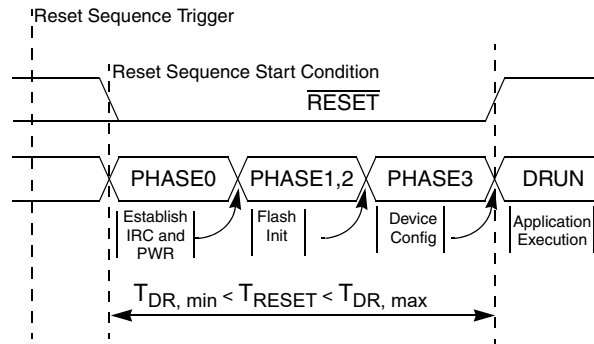 Reset Sequence Trigger
Reset Sequence Start Condition
RESET
PHASE0 PHASE1,2 PHASE3 DRUN
Establish IRC and PWR
Flash Init
Device Config
Application Execution
TDR, min < TRESET < TDR, max